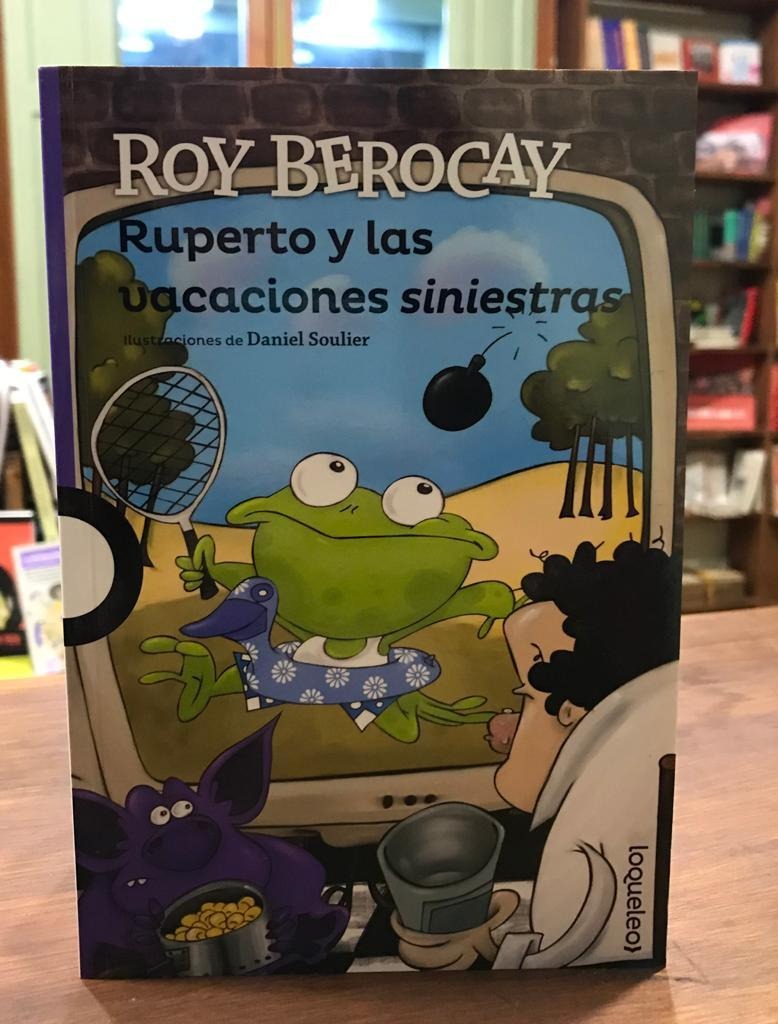 ROY BEROCAY
Ruperto y las
vacaciones siniestras
Ilustraciones de Daniel Soulier
loqueleo}